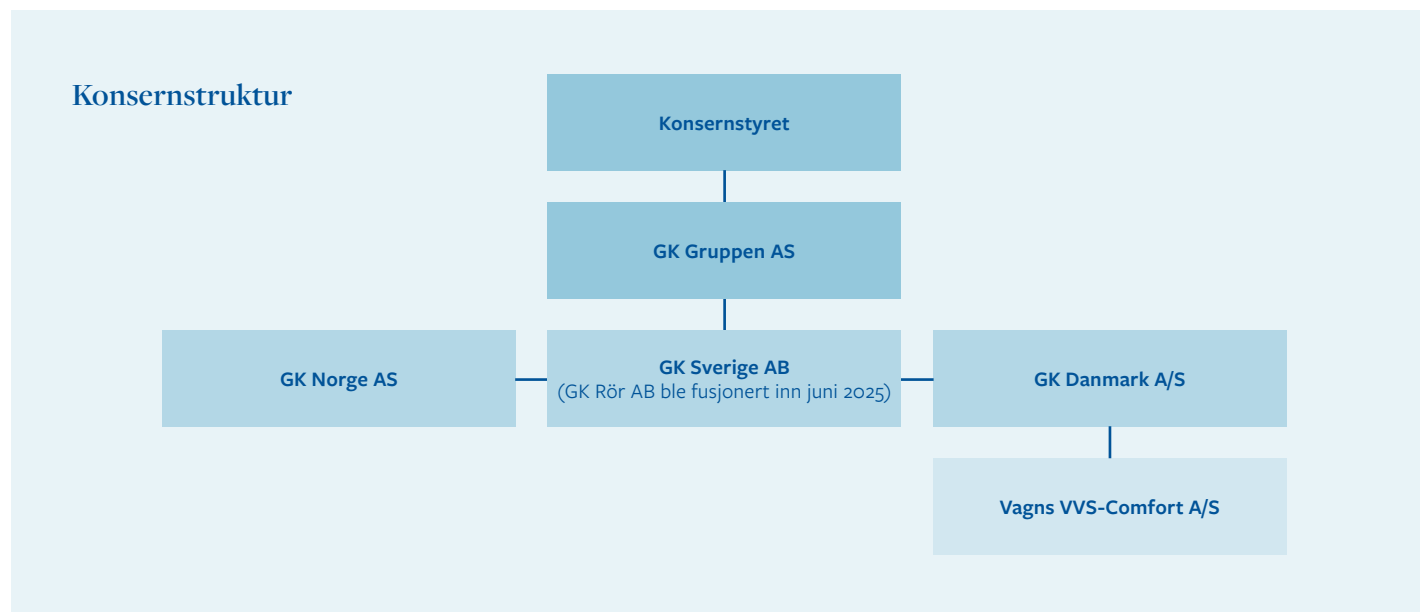 Konsernstruktur
Konsernstyret
GK Gruppen AS
GK Norge AS
GK Sverige AB
(GK Rör AB ble fusjonert inn juni 2025)
GK Danmark A/S
Vagns VVS-Comfort A/S